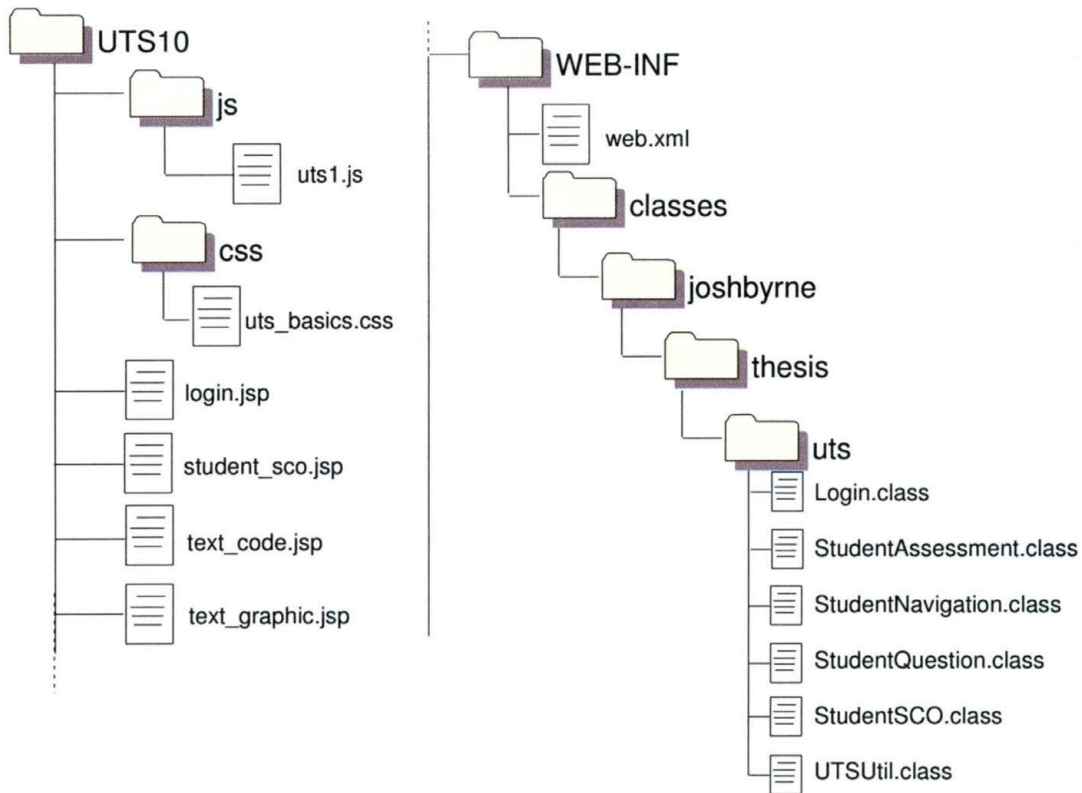 UTS10
js
uts1.js
css
uts_basics.css
login.jsp
student_sco.jsp
text_code.jsp
text_graphic.jsp
WEB-INF
web.xml
classes
joshbyrne
thesis
uts
Login.class
StudentAssessment.class
StudentNavigation.class
StudentQuestion.class
StudentSCO.class
UTSUtil.class